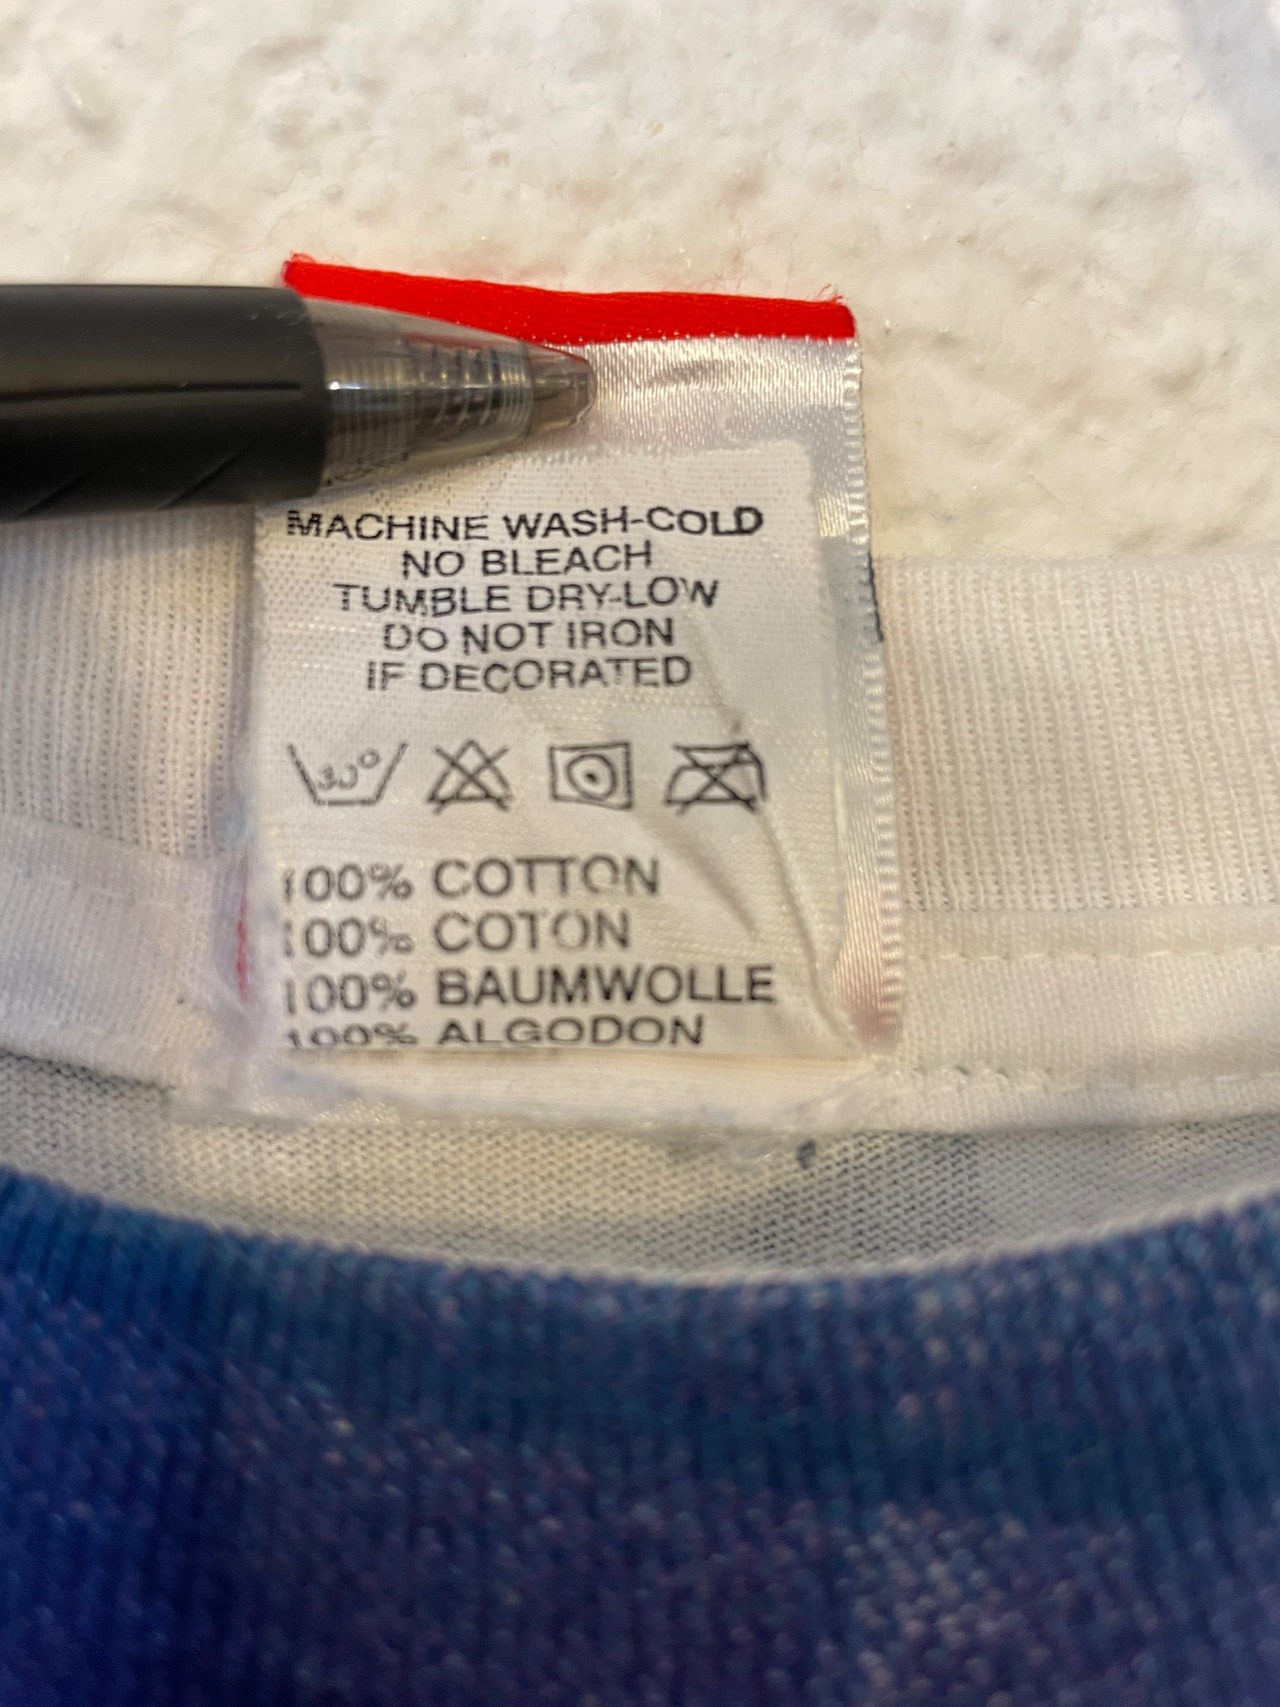 MACHINE WASH-COLD
NO BLEACH
TUMBLE DRY-LOW
DO NOT IRON
IF DECORATED
30°
100% COTTON
100% COTON
100% BAUMWOLLE
100% ALGODON